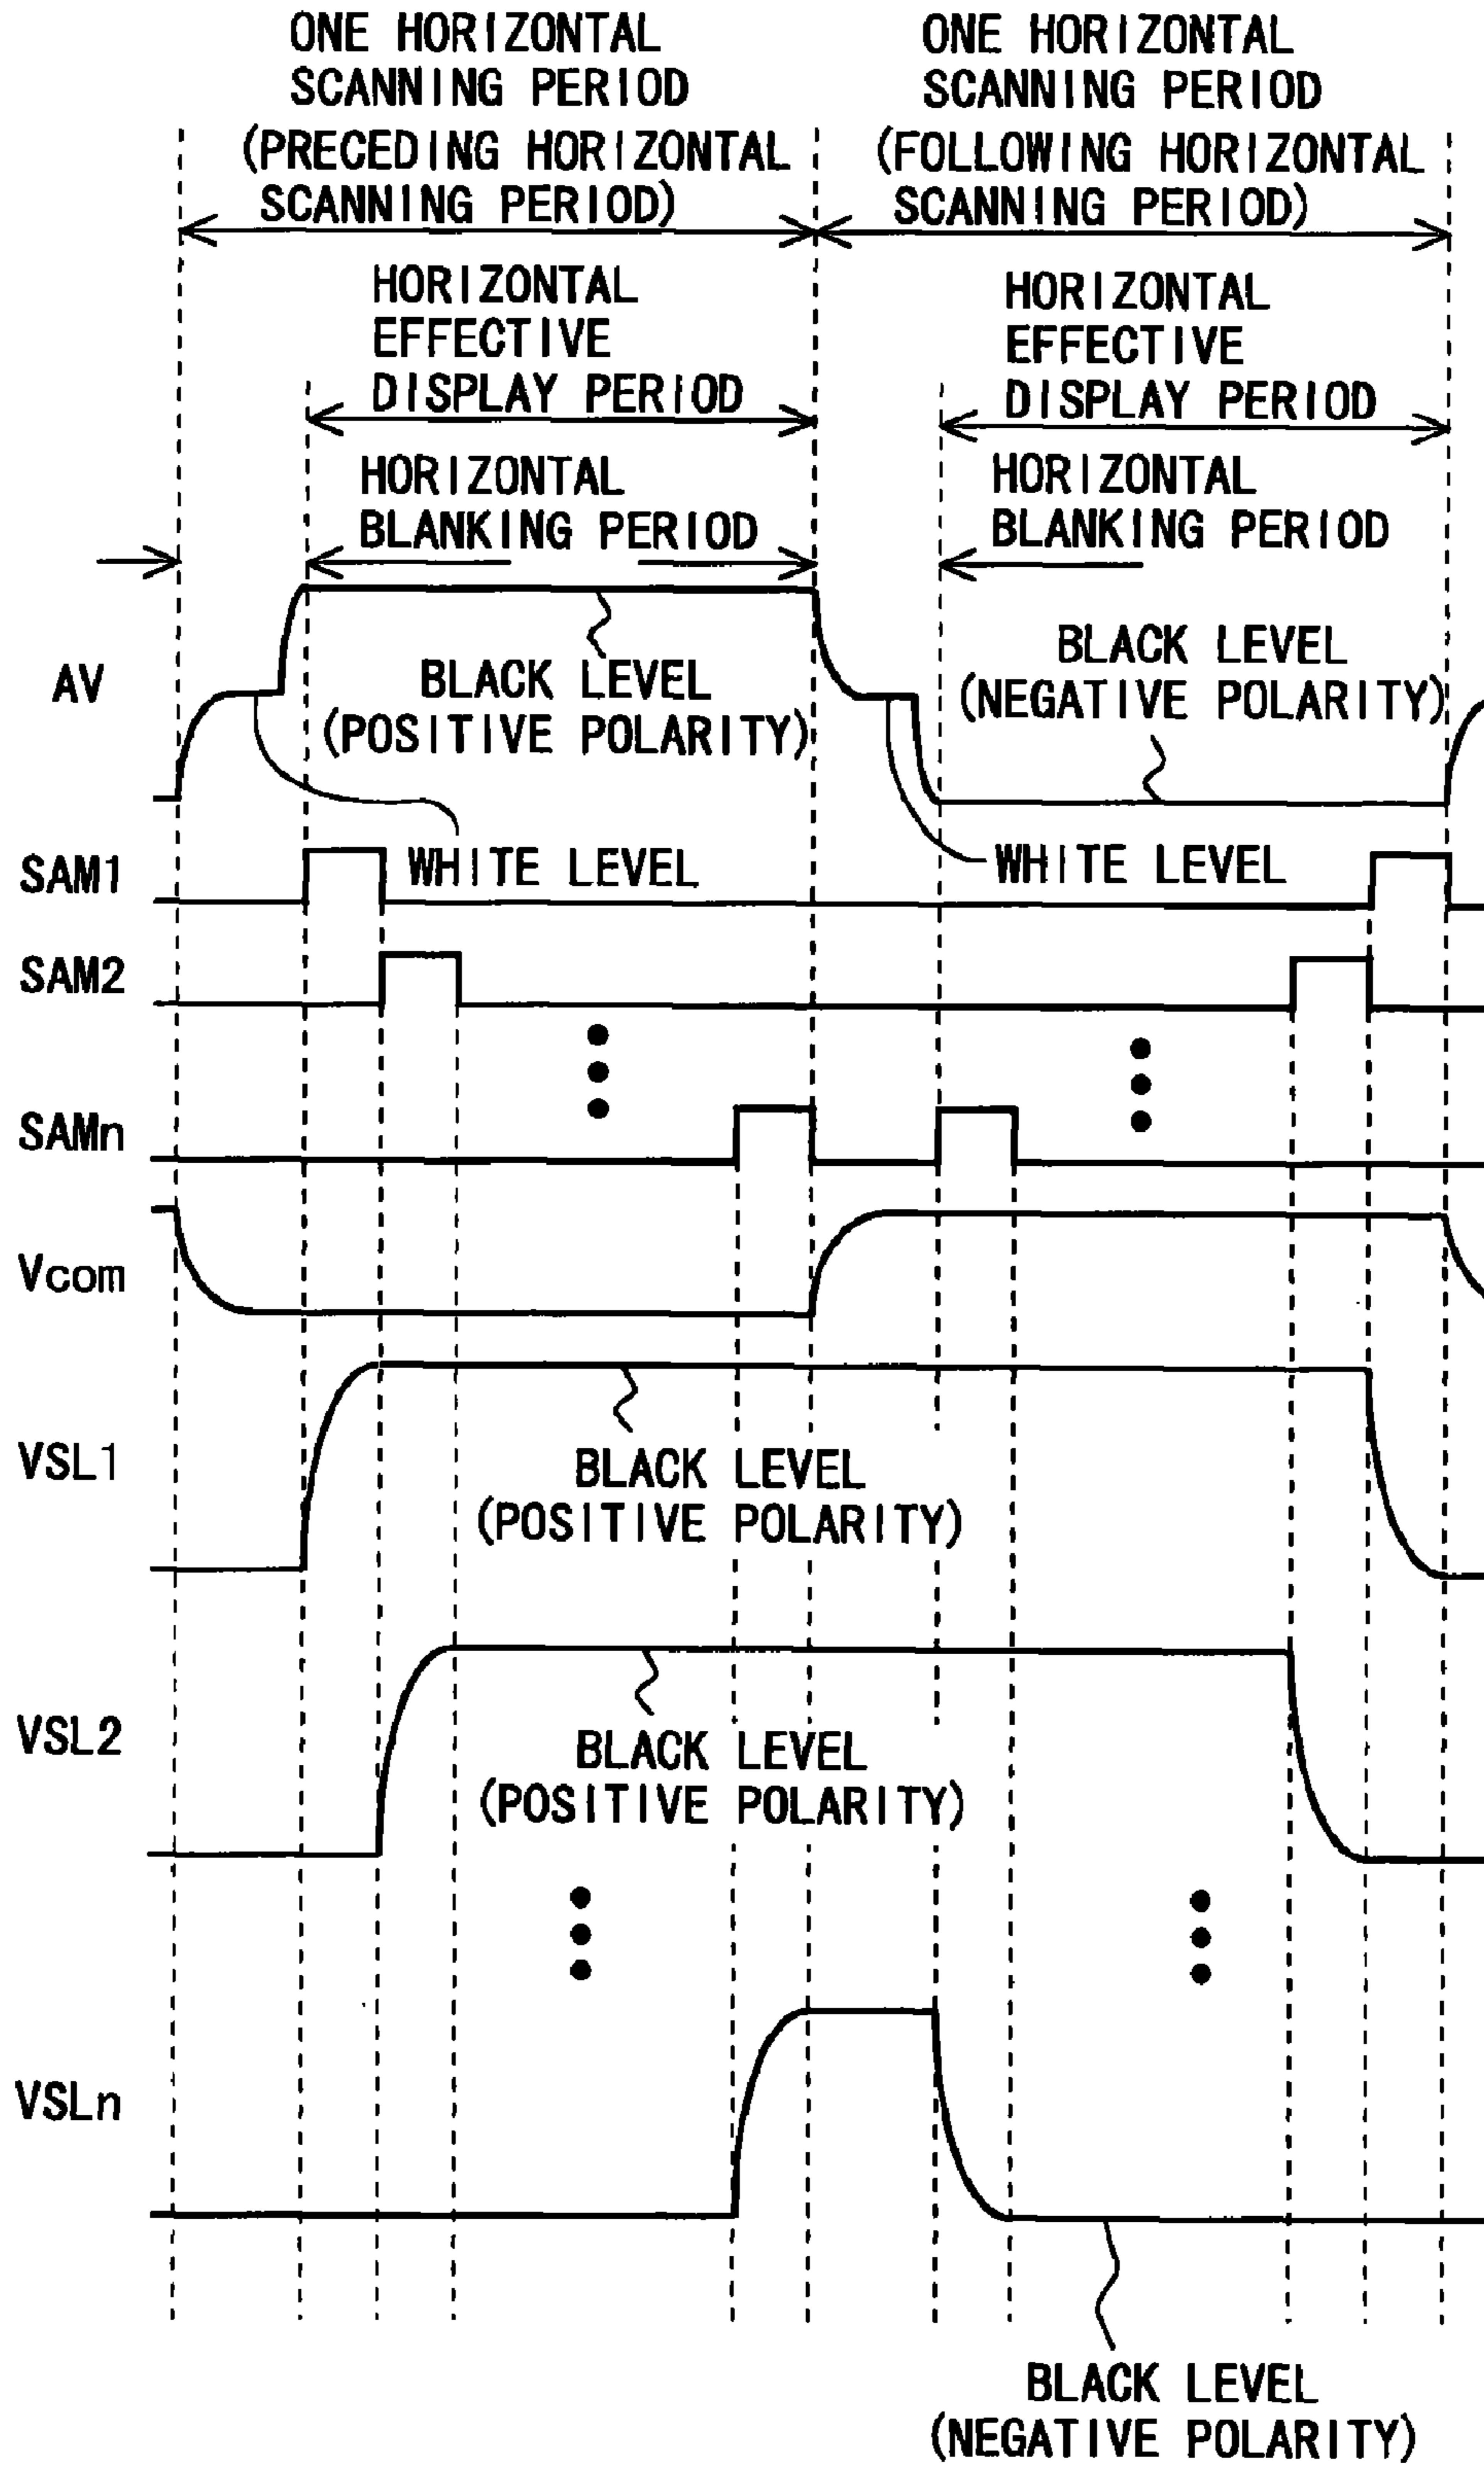 ONE HORIZONTAL
SCANNING PERIOD
(PRECEDING HORIZONTAL
SCANNING PERIOD)
ONE HORIZONTAL
SCANNING PERIOD
(FOLLOWING HORIZONTAL
SCANNING PERIOD)
HORIZONTAL
EFFECTIVE
DISPLAY PERIOD
HORIZONTAL
EFFECTIVE
DISPLAY PERIOD
HORIZONTAL
BLANKING PERIOD
HORIZONTAL
BLANKING PERIOD
AV
BLACK LEVEL
(POSITIVE POLARITY)
BLACK LEVEL
(NEGATIVE POLARITY)
SAM1
WHITE LEVEL
WHITE LEVEL
SAM2
SAMn
Vcom
VSL1
BLACK LEVEL
(POSITIVE POLARITY)
VSL2
BLACK LEVEL
(POSITIVE POLARITY)
VSLn
BLACK LEVEL
(NEGATIVE POLARITY)